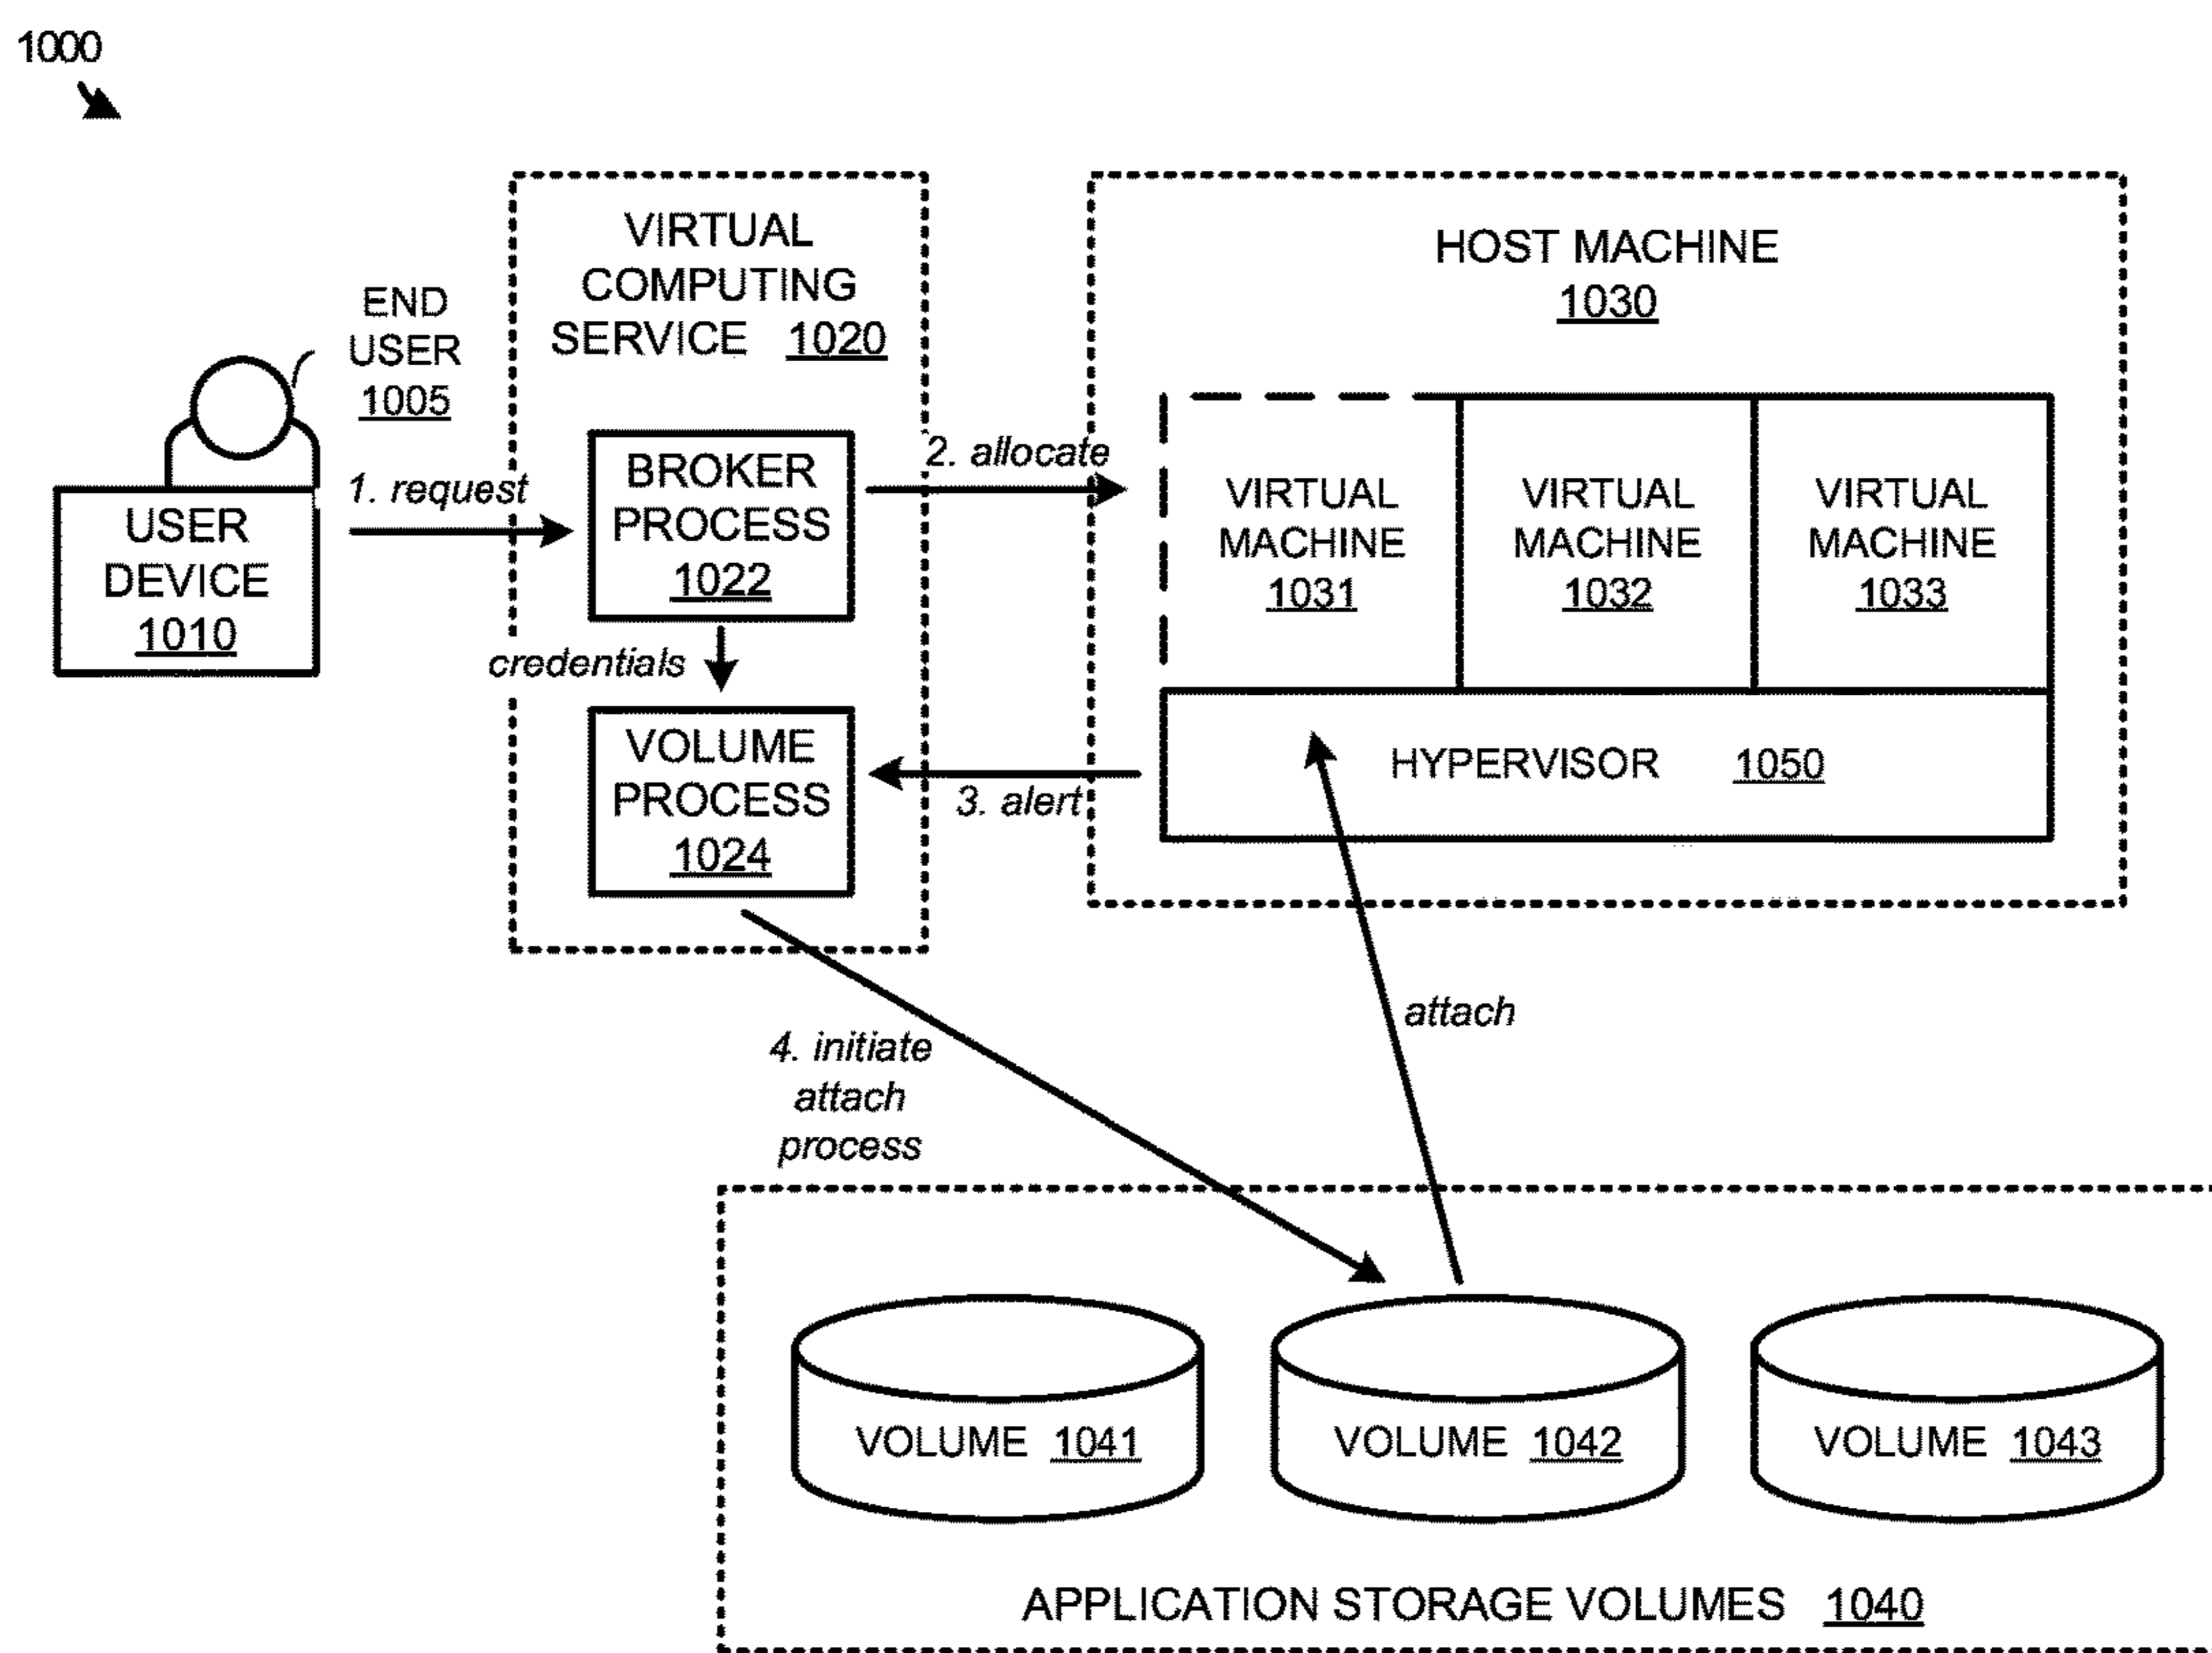 1000
END
USER
1005
USER
DEVICE
1010
1. request
VIRTUAL
COMPUTING
SERVICE 1020
BROKER
PROCESS
1022
credentials
VOLUME
PROCESS
1024
2. allocate
3. alert
HOST MACHINE
1030
VIRTUAL
MACHINE
1031
VIRTUAL
MACHINE
1032
VIRTUAL
MACHINE
1033
HYPERVISOR 1050
4. initiate
attach
process
attach
VOLUME 1041
VOLUME 1042
VOLUME 1043
APPLICATION STORAGE VOLUMES 1040